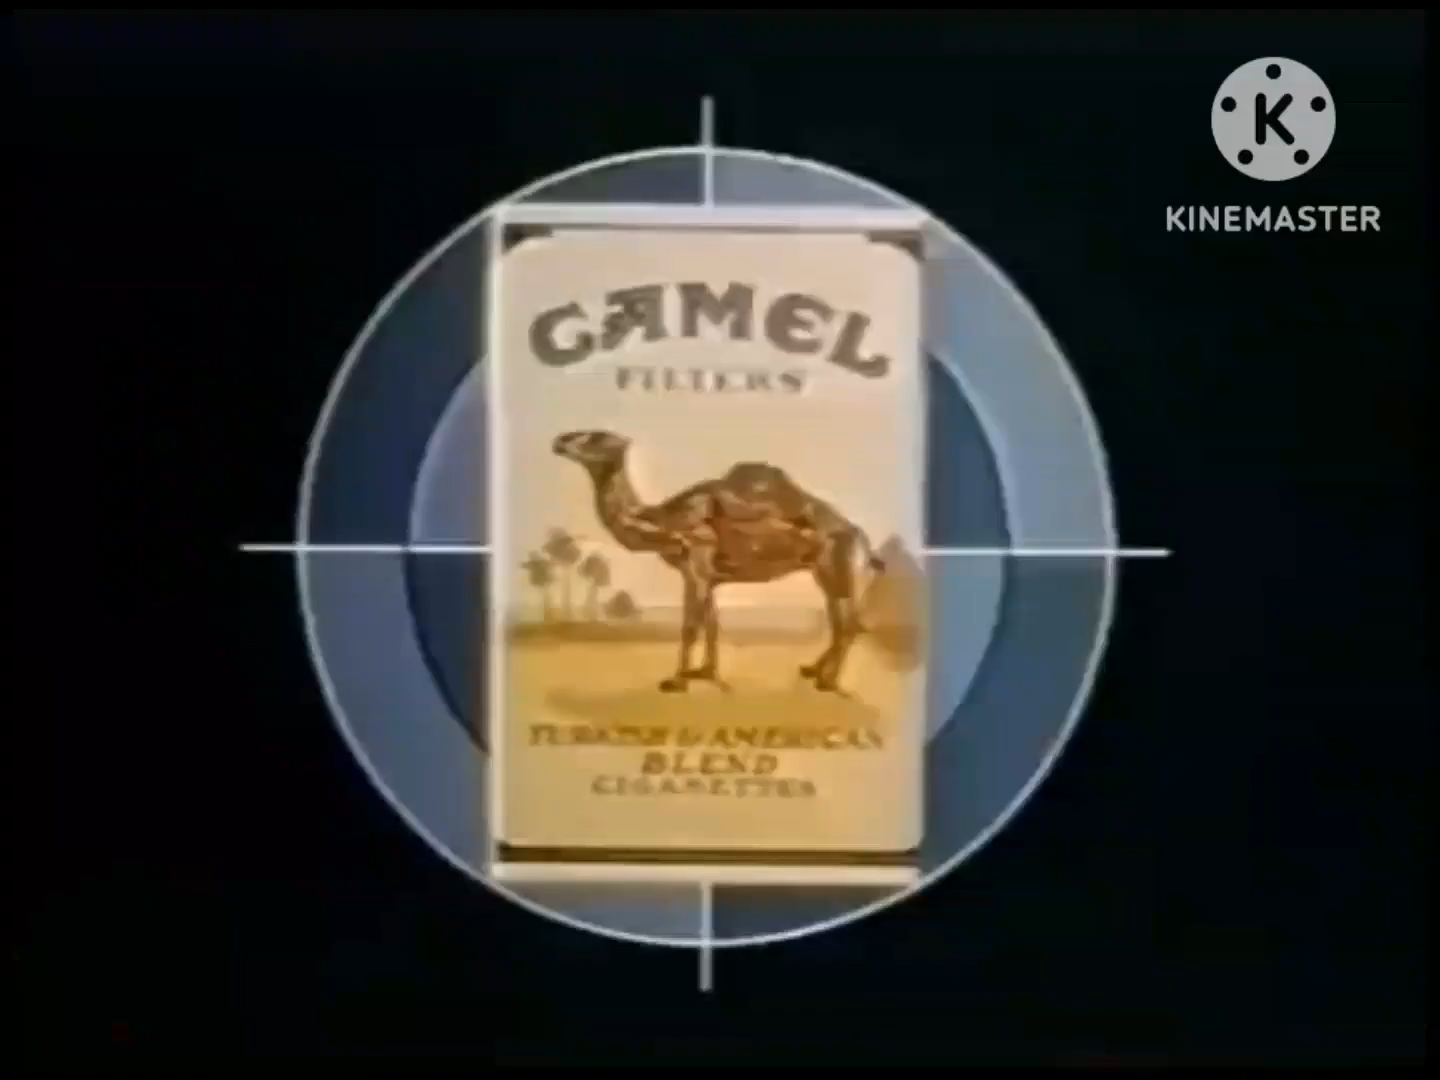 K
KINEMASTER
CAMEL
FILTERS
TURKISH & AMERICAN
BLEND
CIGARETTES